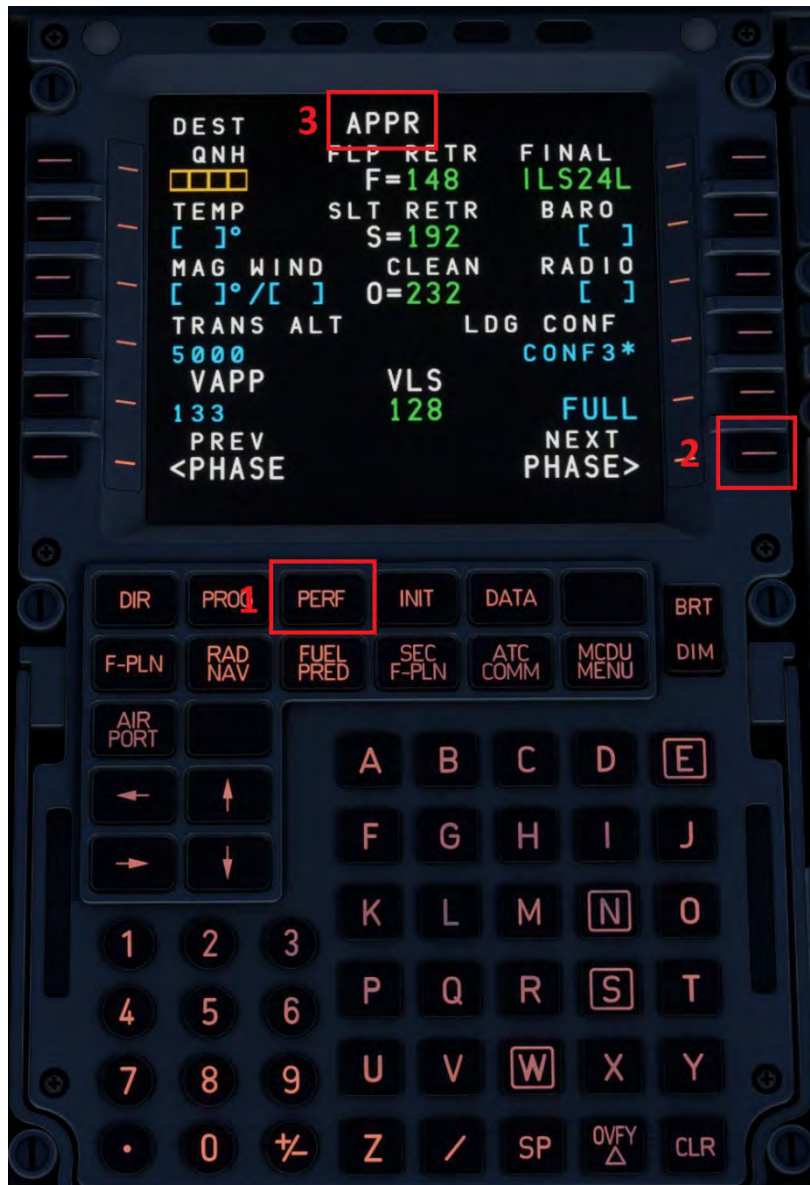 3 APPR
DEST
QNH FLP RETR FINAL
F=148 ILS24L
TEMP SLT RETR BARO
[ ]° S=192 [ ]
MAG WIND CLEAN RADIO
[ ]°/[ ] O=232 [ ]
TRANS ALT LDG CONF
5000 CONF3*
VAPP VLS
133 128 FULL
PREV NEXT
<PHASE PHASE> 2
DIR PROG 1 PERF INIT DATA BRT
F-PLN RAD NAV FUEL PRED SEC F-PLN ATC COMM MCDU MENU DIM
AIR PORT
← ↑
→ ↓
A B C D E
F G H I J
K L M N O
P Q R S T
U V W X Y
Z / SP OVFY △ CLR
1 2 3
4 5 6
7 8 9
. 0 +/-